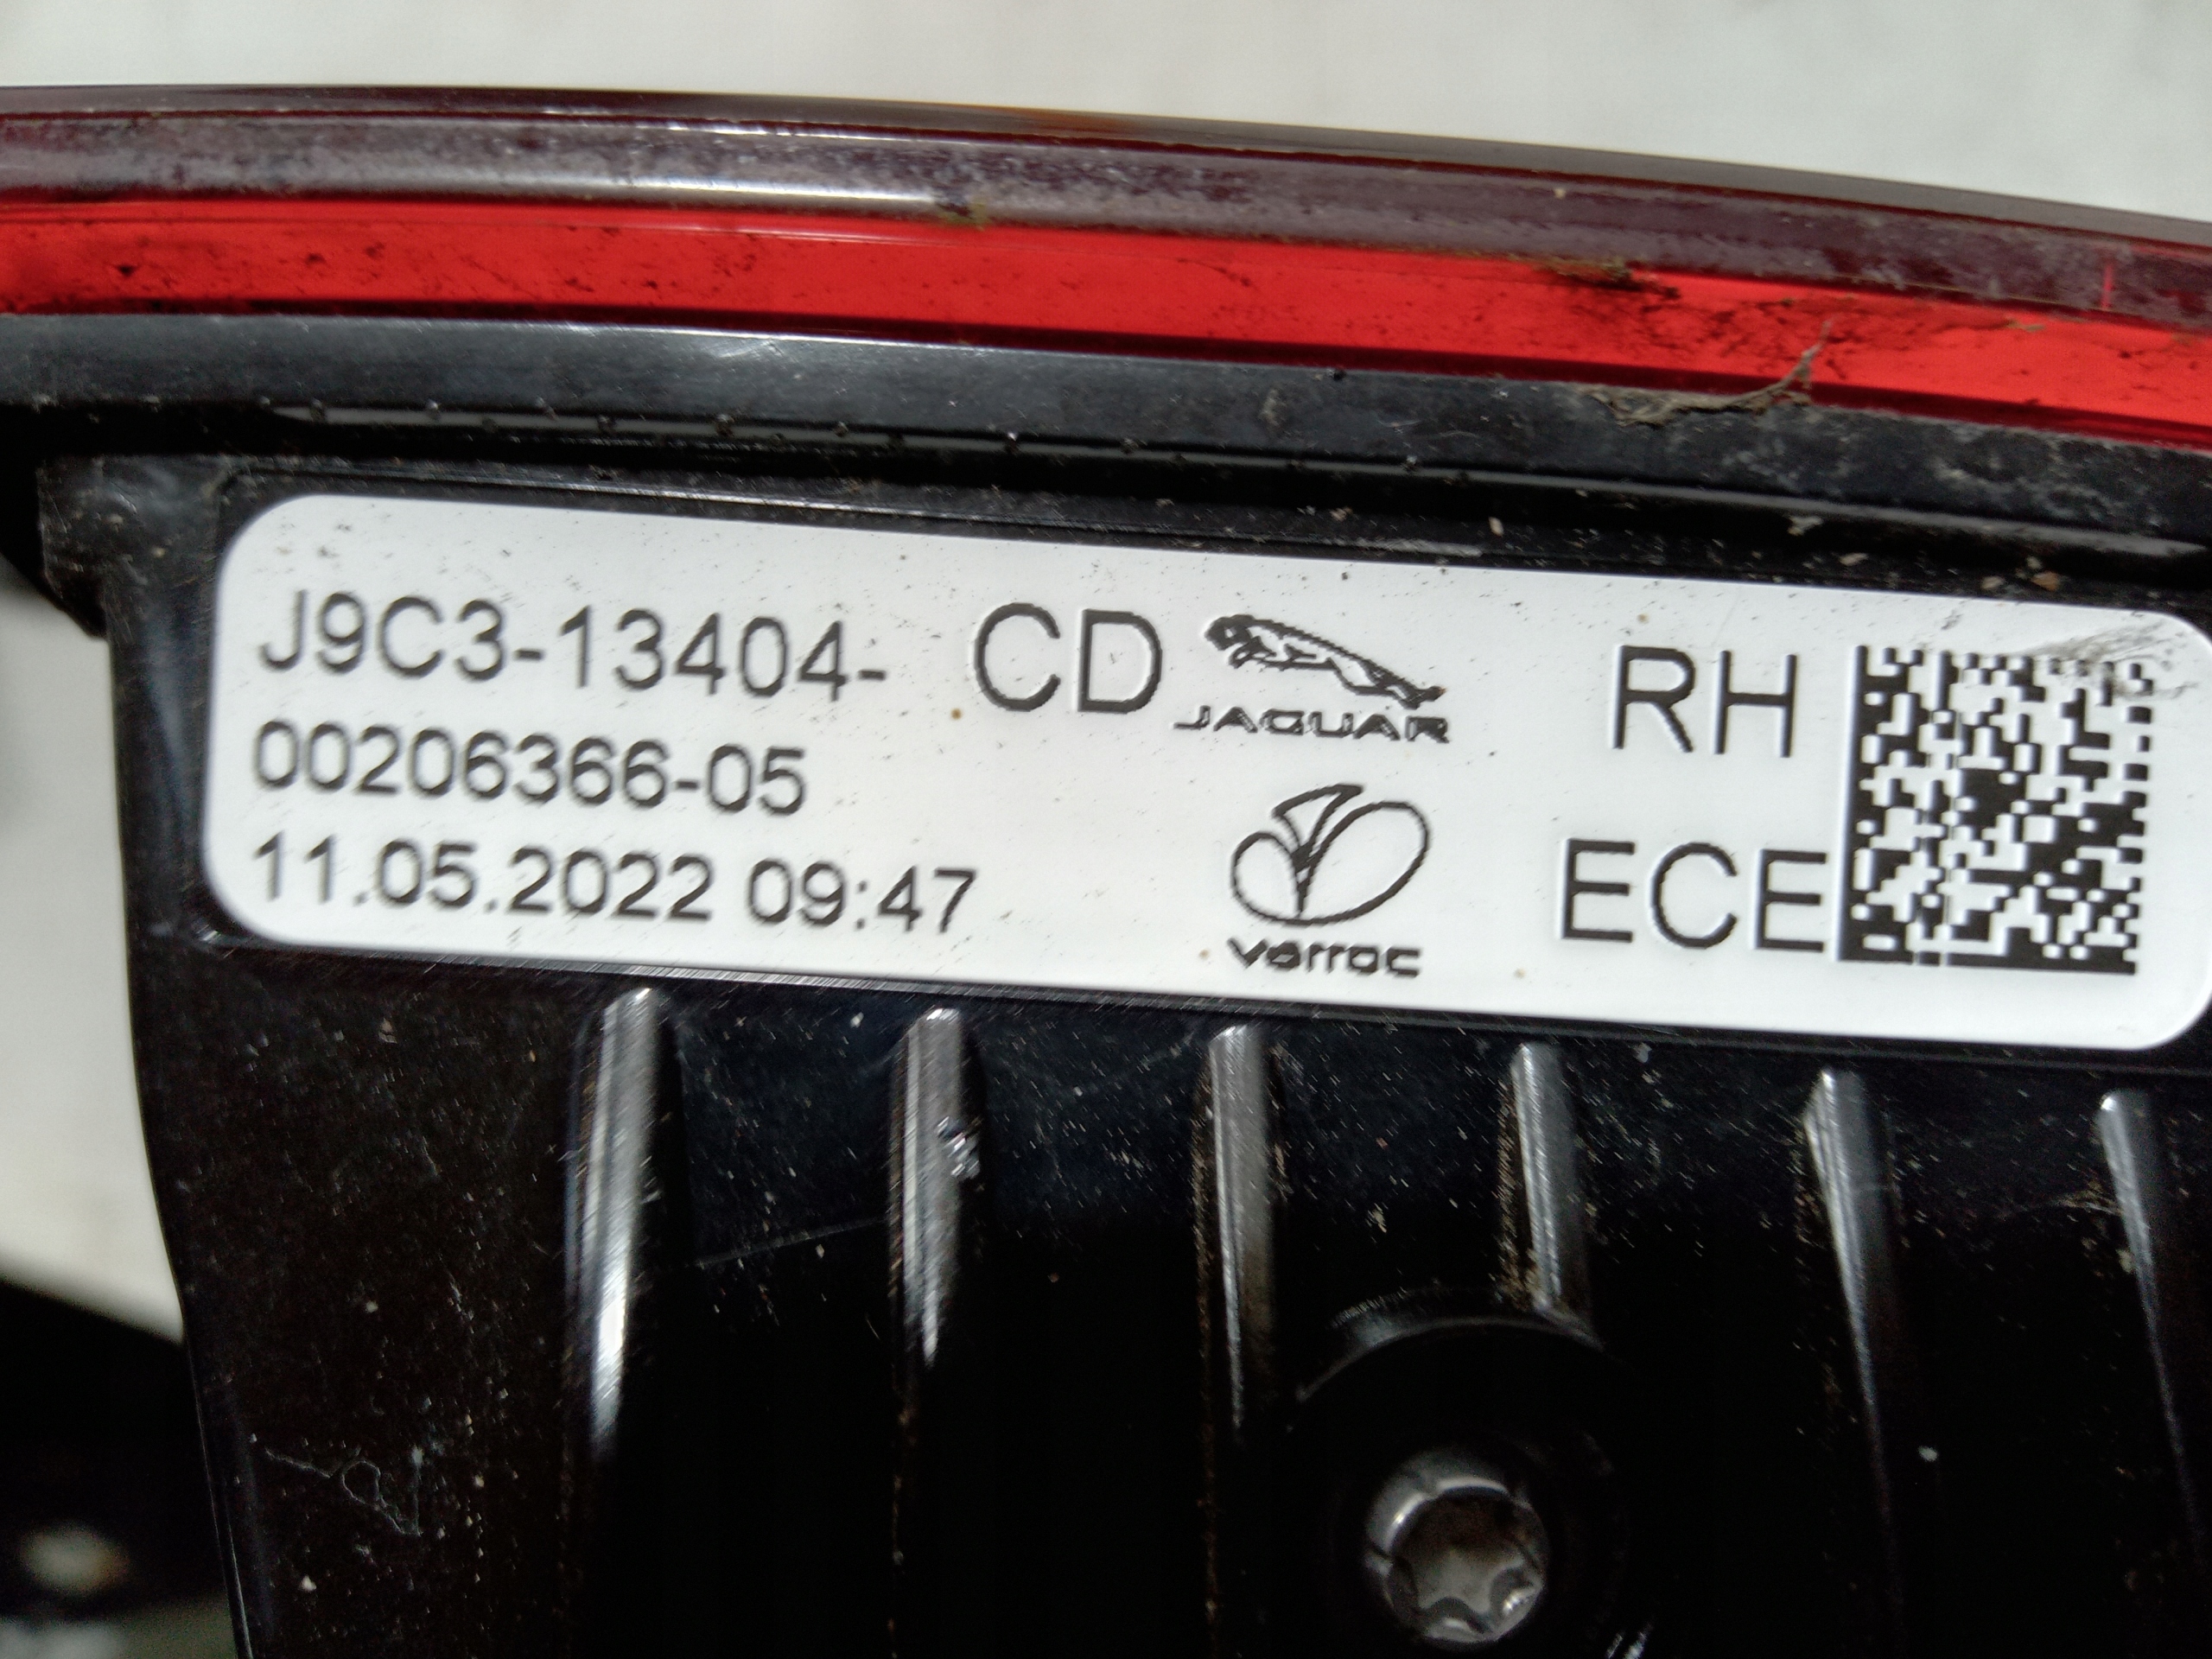 J9C3-13404- CD
JAGUAR
RH
00206366-05
11.05.2022 09:47
varroc
ECE